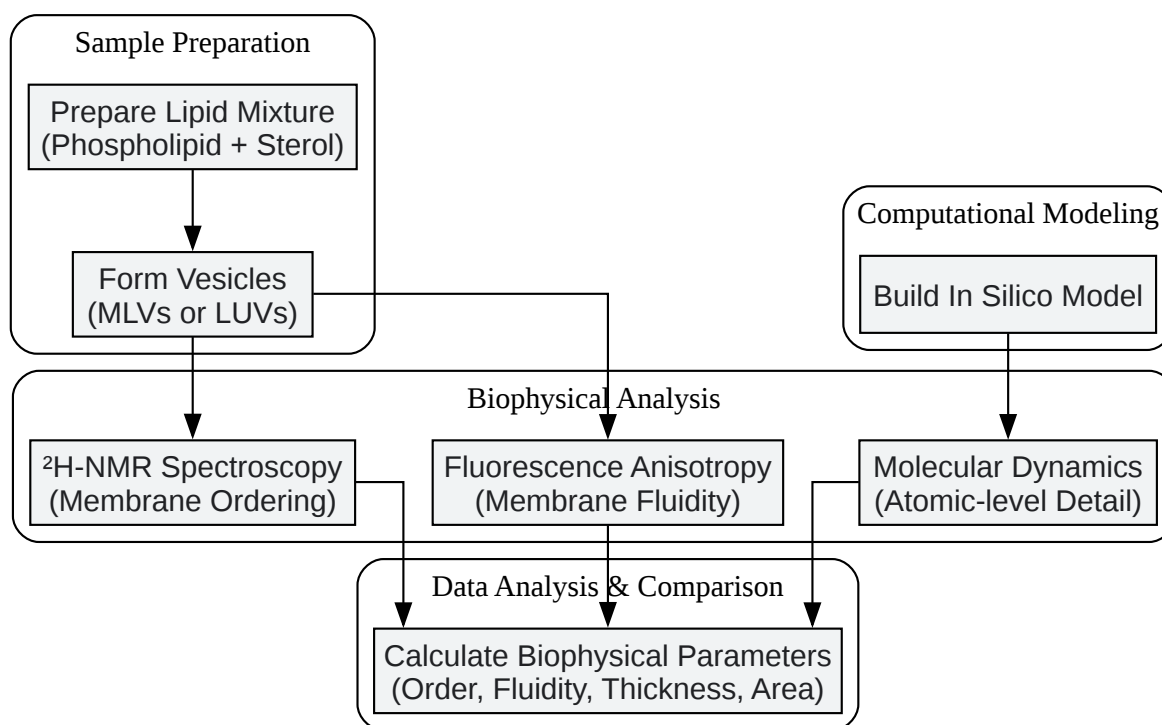 Sample Preparation
Prepare Lipid Mixture
(Phospholipid + Sterol)
Form Vesicles
(MLVs or LUVs)
Computational Modeling
Build In Silico Model
Biophysical Analysis
²H-NMR Spectroscopy
(Membrane Ordering)
Fluorescence Anisotropy
(Membrane Fluidity)
Molecular Dynamics
(Atomic-level Detail)
Data Analysis & Comparison
Calculate Biophysical Parameters
(Order, Fluidity, Thickness, Area)